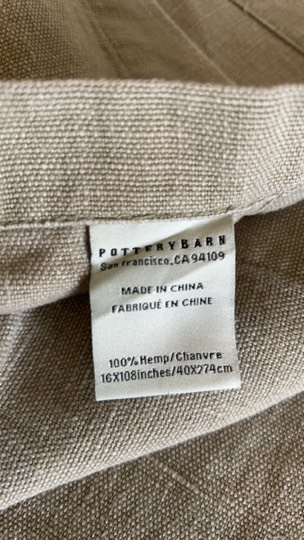 POTTERYBARN
San Francisco,CA 94109
MADE IN CHINA
FABRIQUÉ EN CHINE
100% Hemp/Chanvre
16X108inches/40X274cm